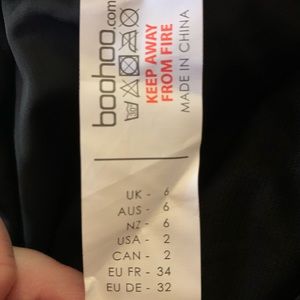 boohoo.com
KEEP AWAY
FROM FIRE
MADE IN CHINA
UK - 6
AUS - 6
NZ - 6
USA - 2
CAN - 2
EU FR - 34
EU DE - 32